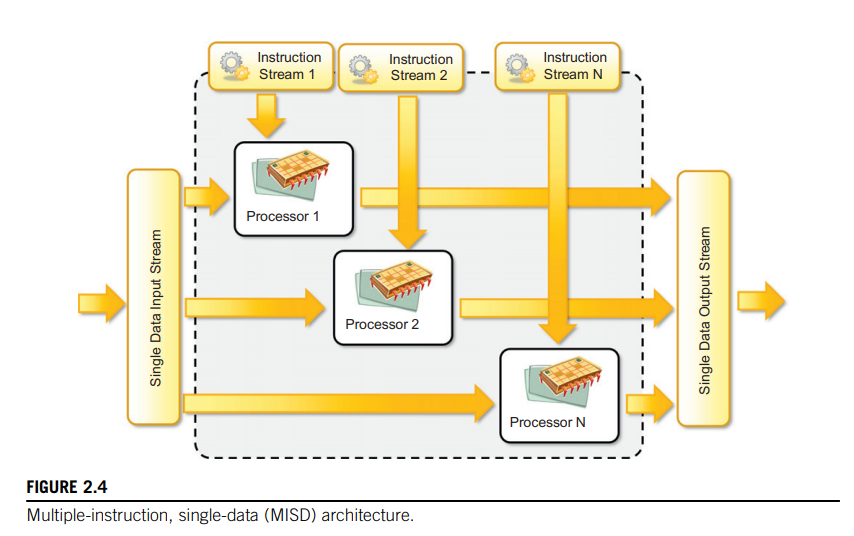 Instruction
Stream 1
Instruction
Stream 2
Instruction
Stream N
Single Data Input Stream
Processor 1
Processor 2
Processor N
Single Data Output Stream
FIGURE 2.4
Multiple-instruction, single-data (MISD) architecture.